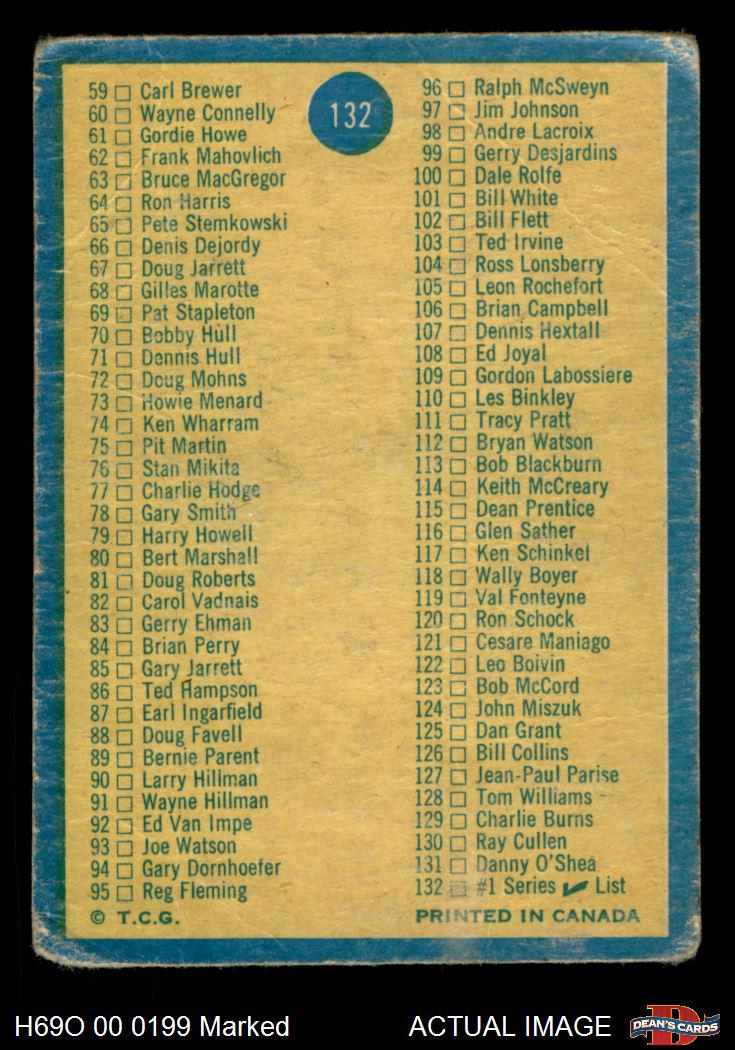 132
59 Carl Brewer
60 Wayne Connelly
61 Gordie Howe
62 Frank Mahovlich
63 Bruce MacGregor
64 Ron Harris
65 Pete Stemkowski
66 Denis Dejordy
67 Doug Jarrett
68 Gilles Marotte
69 Pat Stapleton
70 Bobby Hull
71 Dennis Hull
72 Doug Mohns
73 Howie Menard
74 Ken Wharram
75 Pit Martin
76 Stan Mikita
77 Charlie Hodge
78 Gary Smith
79 Harry Howell
80 Bert Marshall
81 Doug Roberts
82 Carol Vadnais
83 Gerry Ehman
84 Brian Perry
85 Gary Jarrett
86 Ted Hampson
87 Earl Ingarfield
88 Doug Favell
89 Bernie Parent
90 Larry Hillman
91 Wayne Hillman
92 Ed Van Impe
93 Joe Watson
94 Gary Dornhoefer
95 Reg Fleming
© T.C.G.
96 Ralph McSweyn
97 Jim Johnson
98 Andre Lacroix
99 Gerry Desjardins
100 Dale Rolfe
101 Bill White
102 Bill Flett
103 Ted Irvine
104 Ross Lonsberry
105 Leon Rochefort
106 Brian Campbell
107 Dennis Hextall
108 Ed Joyal
109 Gordon Labossiere
110 Les Binkley
111 Tracy Pratt
112 Bryan Watson
113 Bob Blackburn
114 Keith McCreary
115 Dean Prentice
116 Glen Sather
117 Ken Schinkel
118 Wally Boyer
119 Val Fonteyne
120 Ron Schock
121 Cesare Maniago
122 Leo Boivin
123 Bob McCord
124 John Miszuk
125 Dan Grant
126 Bill Collins
127 Jean-Paul Parise
128 Tom Williams
129 Charlie Burns
130 Ray Cullen
131 Danny O'Shea
132 #1 Series ✔ List
PRINTED IN CANADA
H69O 00 0199 Marked
ACTUAL IMAGE
DEAN'S CARDS